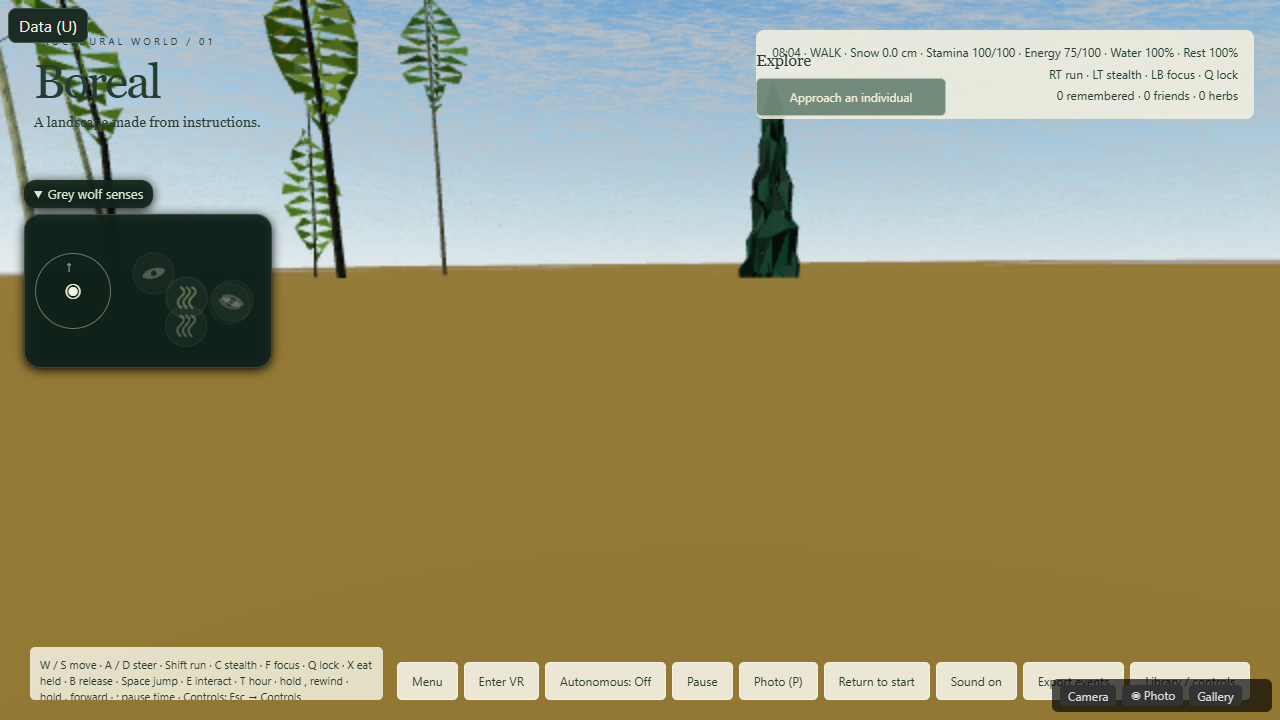 Data (U)
WORLD / 01
Boreal
A landscape made from instructions.
08:04 · WALK · Snow 0.0 cm · Stamina 100/100 · Energy 75/100 · Water 100% · Rest 100%
Explore
RT run · LT stealth · LB focus · Q lock
Approach an individual
0 remembered · 0 friends · 0 herbs
▼ Grey wolf senses
W / S move · A / D steer · Shift run · C stealth · F focus · Q lock · X eat
held · B release · Space jump · E interact · T hour · hold , rewind ·
hold . forward · ; pause time · Controls: Esc → Controls
Menu
Enter VR
Autonomous: Off
Pause
Photo (P)
Return to start
Sound on
Export events
Library / controls
Camera
◉ Photo
Gallery